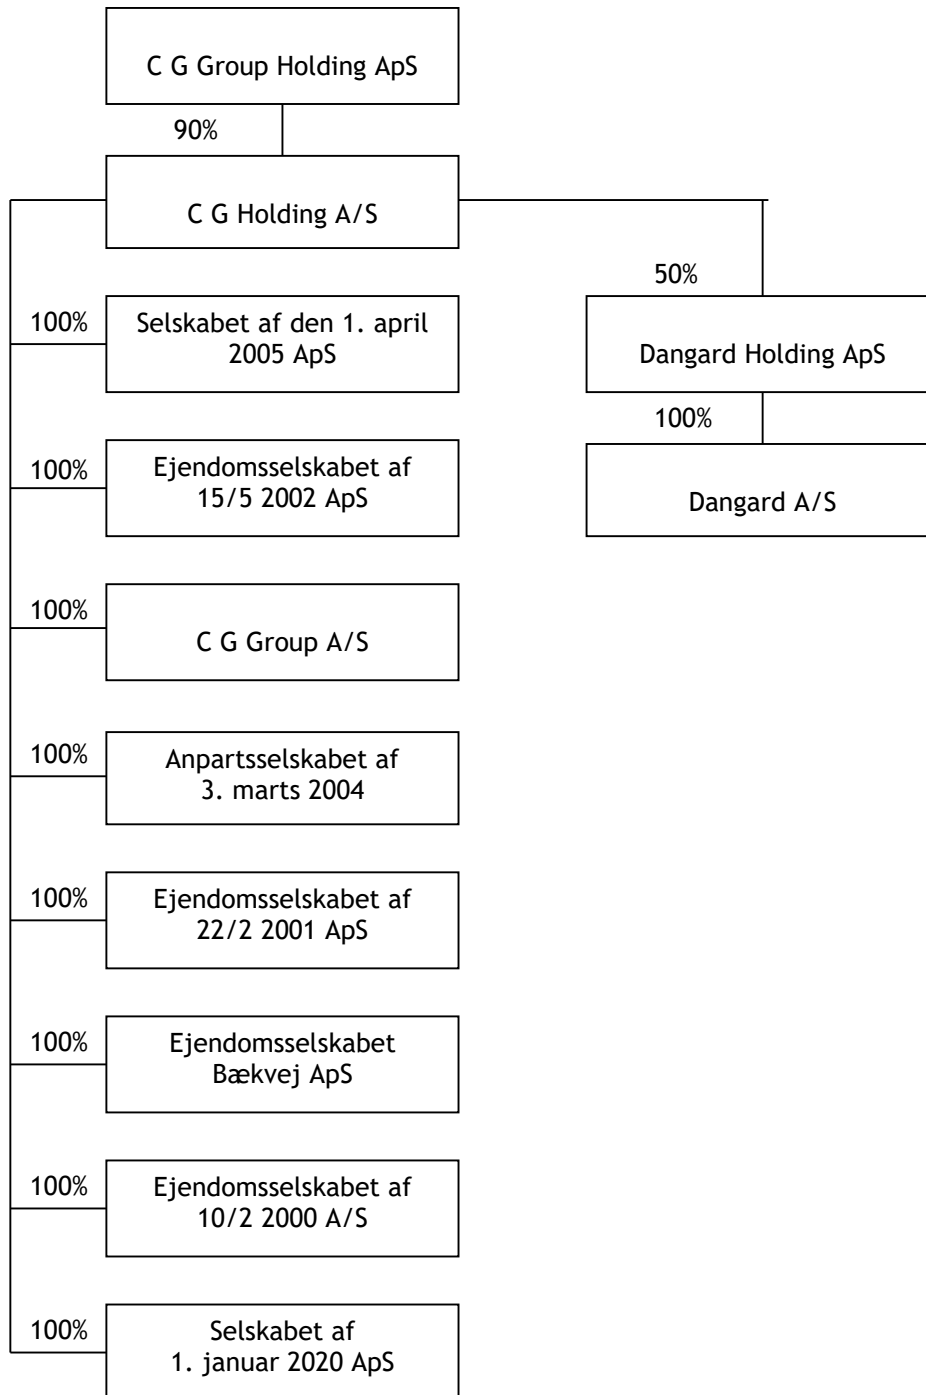 C G Group Holding ApS
90%
C G Holding A/S
50%
100%
Selskabet af den 1. april
2005 ApS
Dangard Holding ApS
100%
100%
Ejendomsselskabet af
15/5 2002 ApS
Dangard A/S
100%
C G Group A/S
100%
Anpartsselskabet af
3. marts 2004
100%
Ejendomsselskabet af
22/2 2001 ApS
100%
Ejendomsselskabet
Bækvej ApS
100%
Ejendomsselskabet af
10/2 2000 A/S
100%
Selskabet af
1. januar 2020 ApS